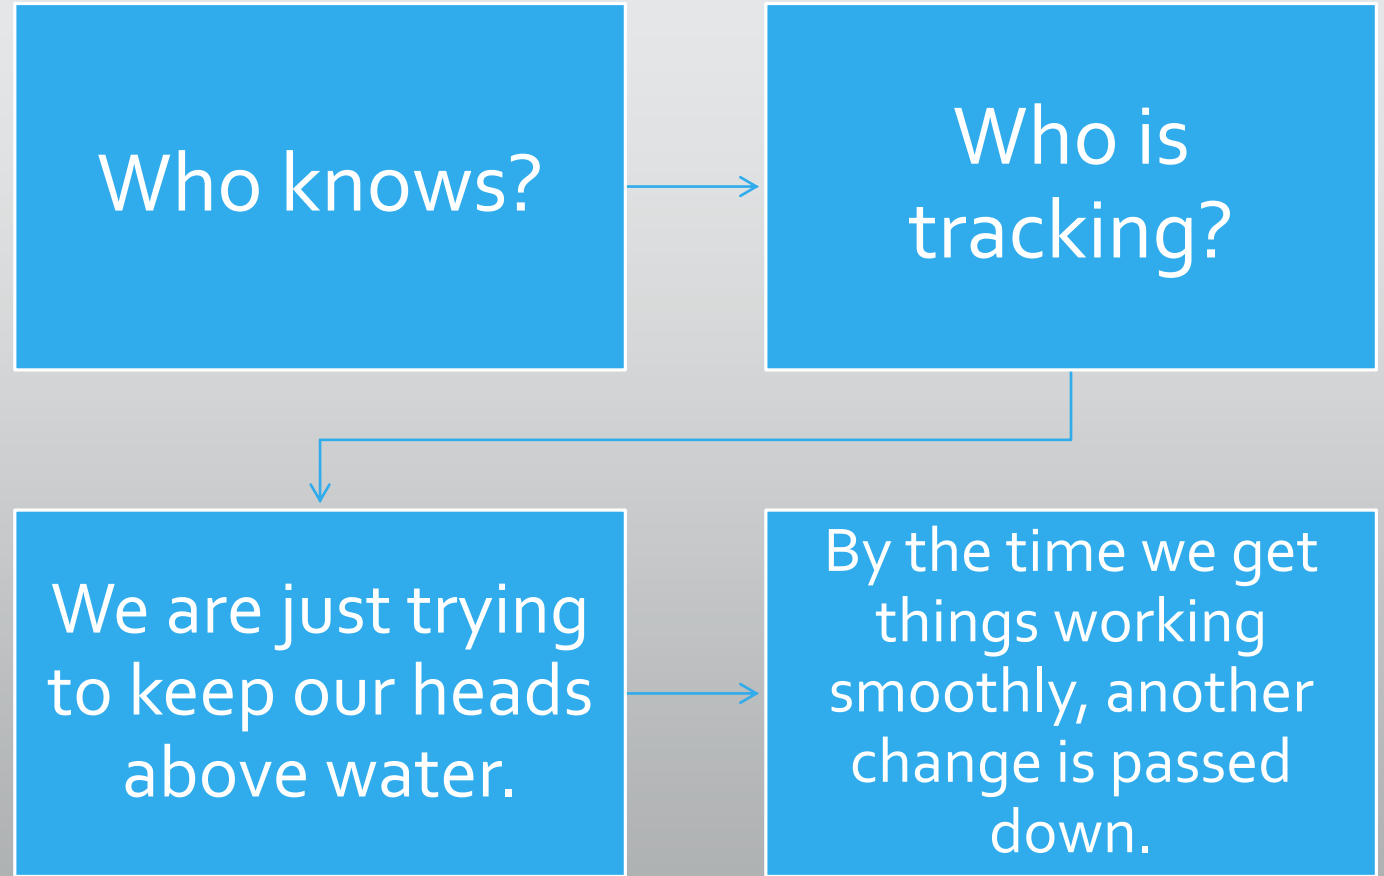 Who knows?
Who is
tracking?
We are just trying
to keep our heads
above water.
By the time we get
things working
smoothly, another
change is passed
down.